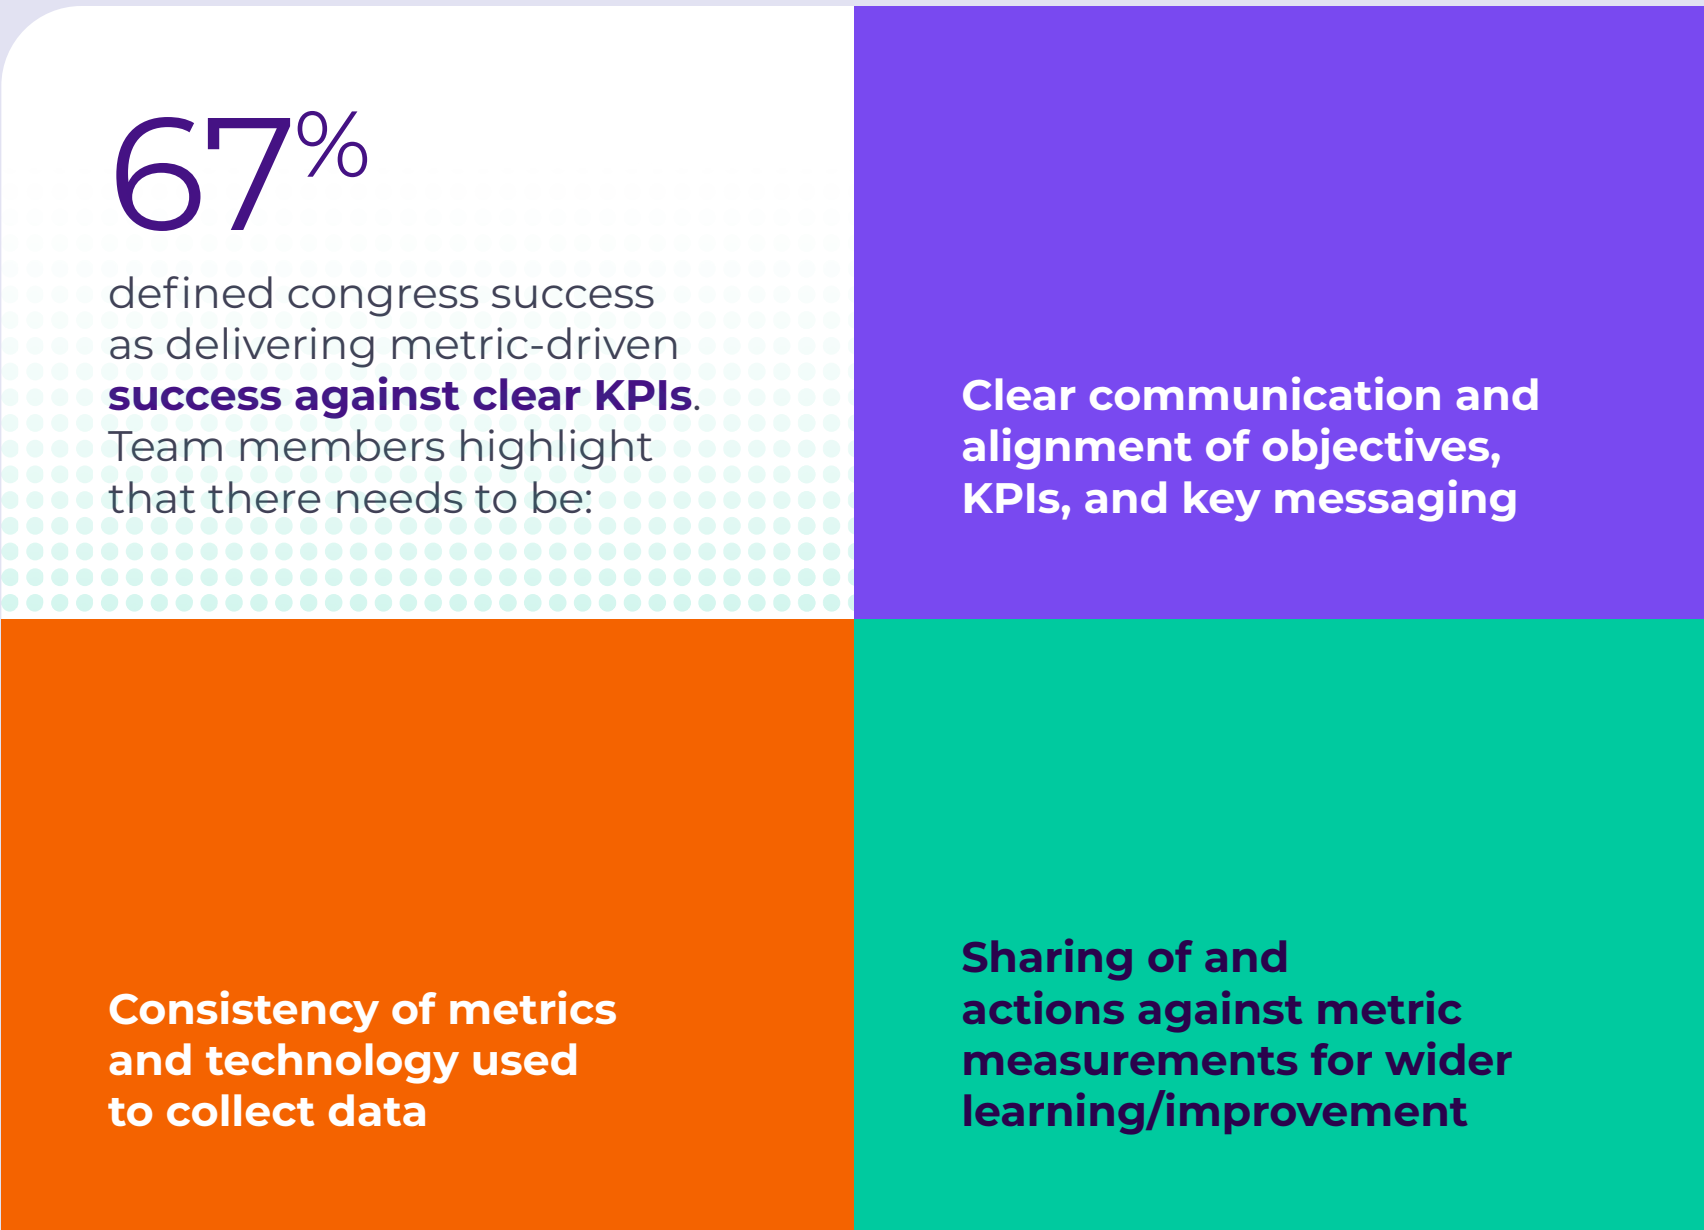 67%
defined congress success
as delivering metric-driven
success against clear KPIs.
Team members highlight
that there needs to be:
Clear communication and
alignment of objectives,
KPIs, and key messaging
Consistency of metrics
and technology used
to collect data
Sharing of and
actions against metric
measurements for wider
learning/improvement